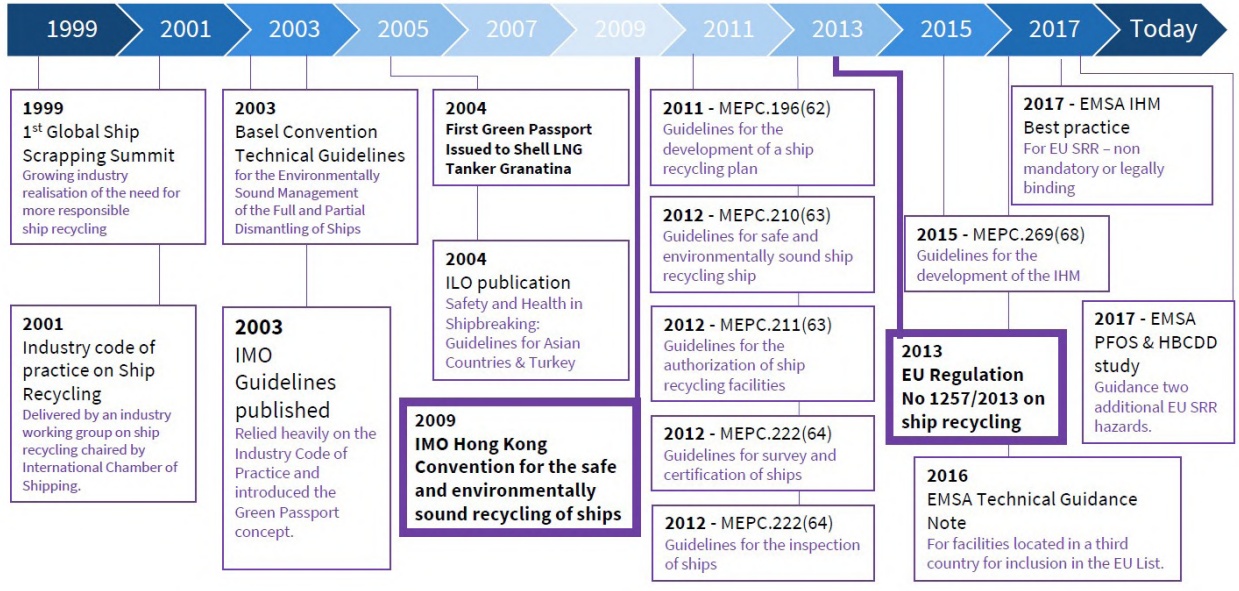 1999
2001
2003
2005
2007
2009
2011
2013
2015
2017
Today
1999
1st Global Ship
Scrapping Summit
Growing industry
realisation of the need for
more responsible
ship recycling
2001
Industry code of
practice on Ship
Recycling
Delivered by an industry
working group on ship
recycling chaired by
International Chamber of
Shipping.
2003
Basel Convention
Technical Guidelines
for the Environmentally
Sound Management
of the Full and Partial
Dismantling of Ships
2003
IMO
Guidelines
published
Relied heavily on the
Industry Code of
Practice and
introduced the
Green Passport
concept.
2004
First Green Passport
Issued to Shell LNG
Tanker Granatina
2004
ILO publication
Safety and Health in
Shipbreaking:
Guidelines for Asian
Countries & Turkey
2009
IMO Hong Kong
Convention for the safe
and environmentally
sound recycling of ships
2011 - MEPC.196(62)
Guidelines for the
development of a ship
recycling plan
2012 - MEPC.210(63)
Guidelines for safe and
environmentally sound ship
recycling ship
2012 - MEPC.211(63)
Guidelines for the
authorization of ship
recycling facilities
2012 - MEPC.222(64)
Guidelines for survey and
certification of ships
2012 - MEPC.222(64)
Guidelines for the inspection
of ships
2013
EU Regulation
No 1257/2013 on
ship recycling
2015 - MEPC.269(68)
Guidelines for the
development of the IHM
2016
EMSA Technical Guidance
Note
For facilities located in a third
country for inclusion in the EU List.
2017 - EMSA IHM
Best practice
For EU SRR – non
mandatory or legally
binding
2017 - EMSA
PFOS & HBCDD
study
Guidance two
additional EU SRR
hazards.